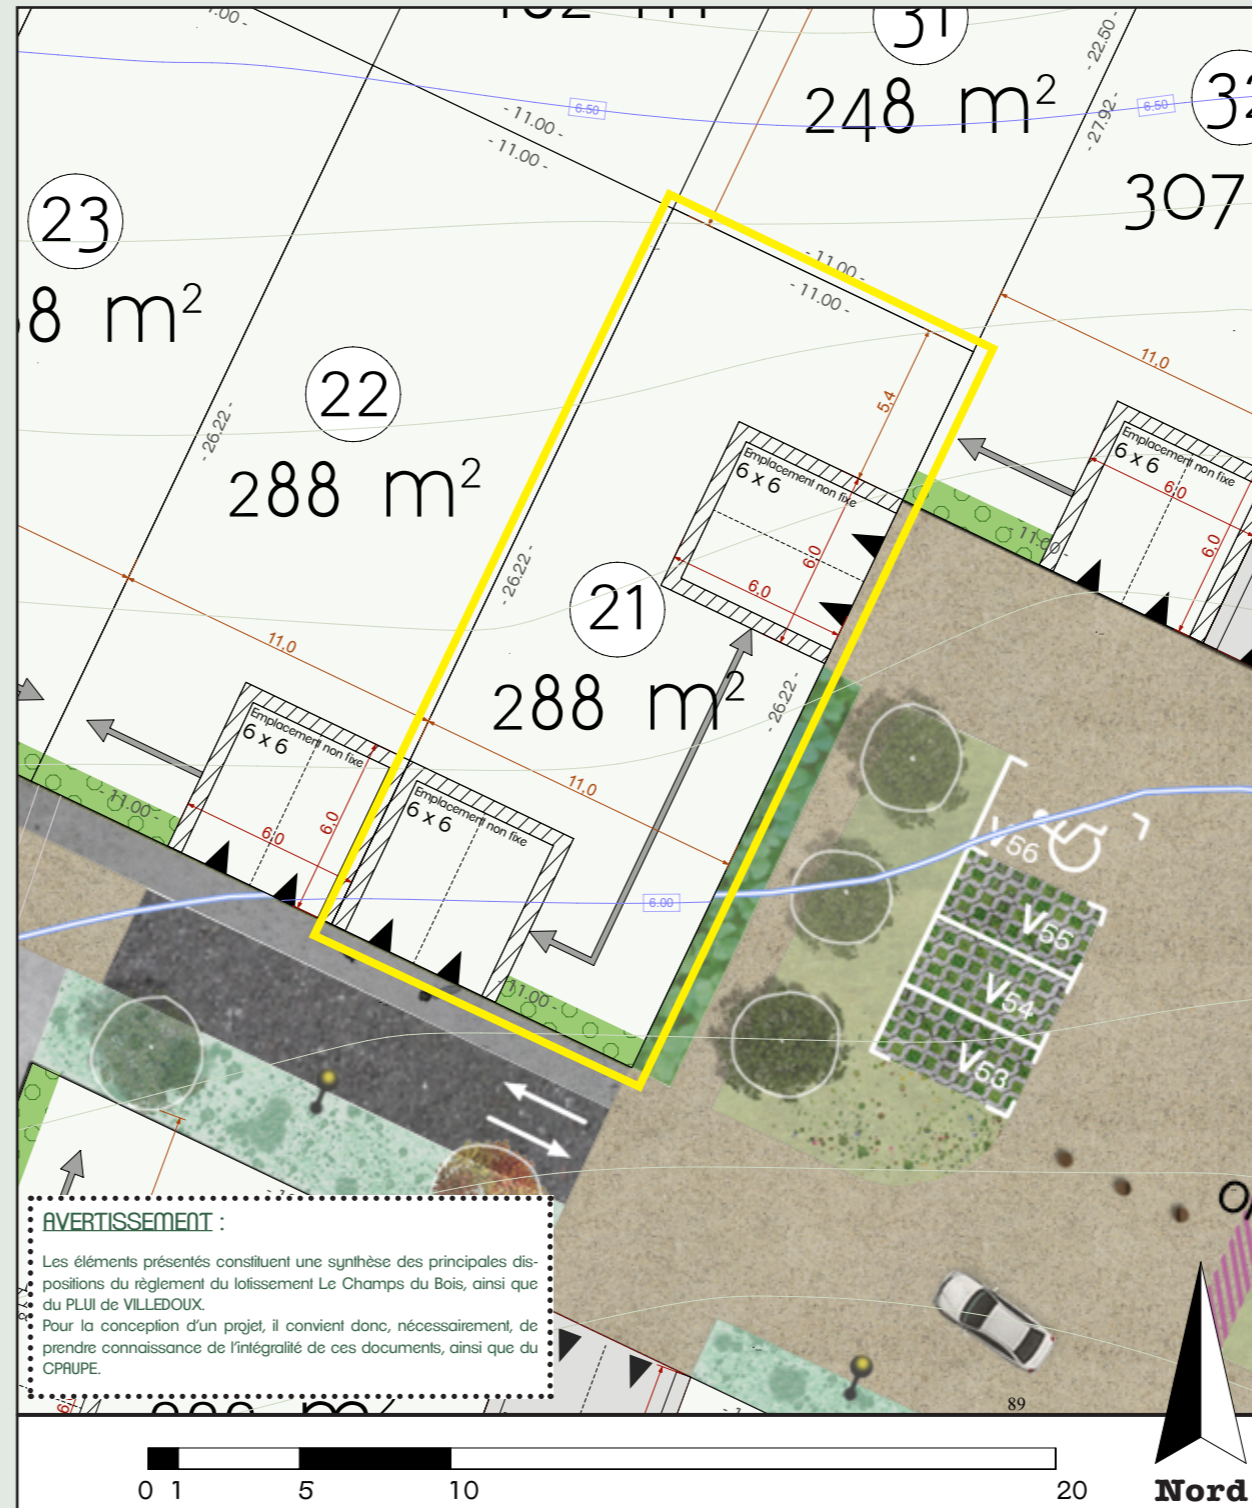 31
248 m²
- 22.50 -
- 27.92 -
6.50
- 11.00 -
- 11.00 -
6.50
307
23
8 m²
- 11.00 -
- 11.00 -
22
288 m²
- 26.22 -
11,0
5,4
Emplacement non fixe
6 x 6
6,0
6,0
Emplacement non fixe
6 x 6
6,0
6,0
- 11.00 -
- 26.22 -
21
288 m²
- 26.22 -
11,0
11,0
Emplacement non fixe
6 x 6
6,0
6,0
- 11.00 -
Emplacement non fixe
6 x 6
6.00
- 11.00 -
V56
V55
V54
V53
AVERTISSEMENT :
Les éléments présentés constituent une synthèse des principales dis-
positions du règlement du lotissement Le Champs du Bois, ainsi que
du PLUI de VILLEDOUX.
Pour la conception d'un projet, il convient donc, nécessairement, de
prendre connaissance de l'intégralité de ces documents, ainsi que du
CPAUPE.
89
0 1 5 10 20
Nord